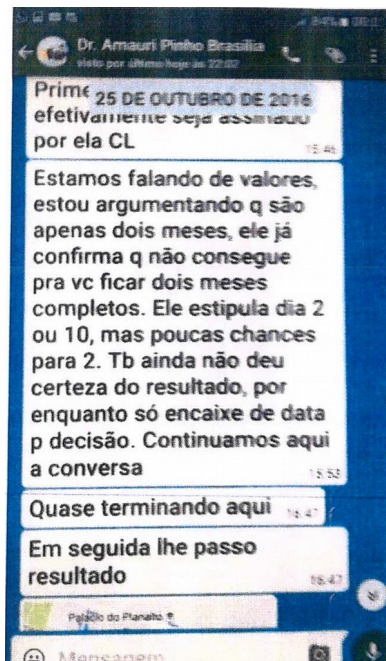 84%
Dr. Amauri Pinho Brasilia
visto por último hoje às 22:02
25 DE OUTUBRO DE 2016
Prime
efetivamente seja assinado
por ela CL
15:46
Estamos falando de valores,
estou argumentando q são
apenas dois meses, ele já
confirma q não consegue
pra vc ficar dois meses
completos. Ele estipula dia 2
ou 10, mas poucas chances
para 2. Tb ainda não deu
certeza do resultado, por
enquanto só encaixe de data
p decisão. Continuamos aqui
a conversa
15:53
Quase terminando aqui
16:47
Em seguida lhe passo
resultado
16:47
Palácio do Planalto
Mensagem